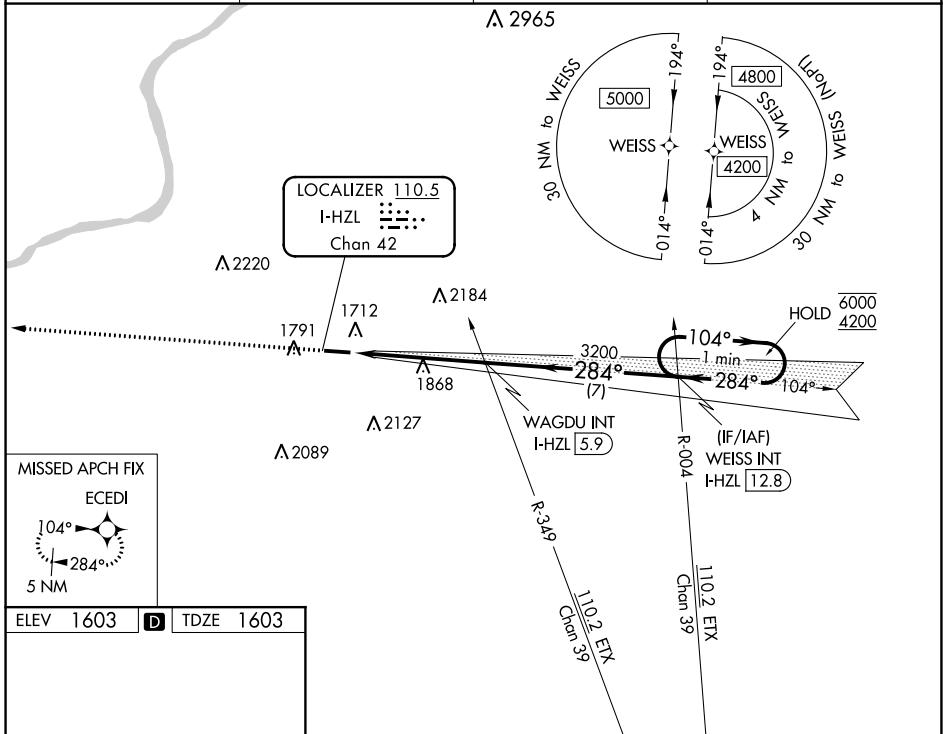 2965
30 NM to WEISS
5000
194°
WEISS
014°
194°
4800
4 NM to WEISS
30 NM to WEISS (NoPT)
WEISS
4200
014°
LOCALIZER 110.5
I-HZL
Chan 42
2220
1791
1712
2184
HOLD 6000
4200
104°
1 min
3200
284°
(7)
284°
104°
1868
WAGDU INT
I-HZL 5.9
(IF/IAF)
WEISS INT
I-HZL 12.8
2127
2089
R-349
R-004
110.2 ETX
Chan 39
110.2 ETX
Chan 39
MISSED APCH FIX
ECEDI
104°
284°
5 NM
ELEV 1603 D TDZE 1603